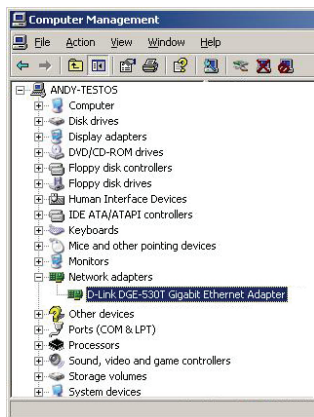 Computer Management
File Action View Window Help
ANDY-TESTOS
Computer
Disk drives
Display adapters
DVD/CD-ROM drives
Floppy disk controllers
Floppy disk drives
Human Interface Devices
IDE ATA/ATAPI controllers
Keyboards
Mice and other pointing devices
Monitors
Network adapters
D-Link DGE-530T Gigabit Ethernet Adapter
Other devices
Ports (COM & LPT)
Processors
Sound, video and game controllers
Storage volumes
System devices